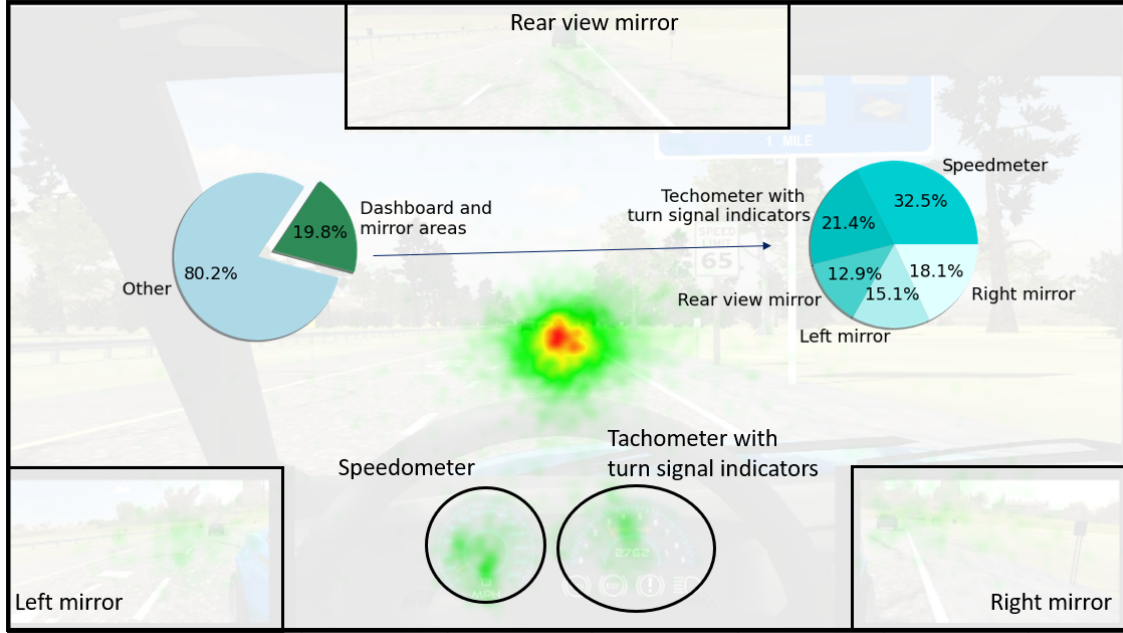 Rear view mirror
1 MILE
Speedmeter
32.5%
Techometer with
turn signal indicators
21.4%
Dashboard and
mirror areas
19.8%
SPEED
LIMIT
65
80.2%
Other
12.9%
18.1%
15.1%
Rear view mirror
Right mirror
Left mirror
Tachometer with
turn signal indicators
Speedometer
2762
MPH
Left mirror
Right mirror